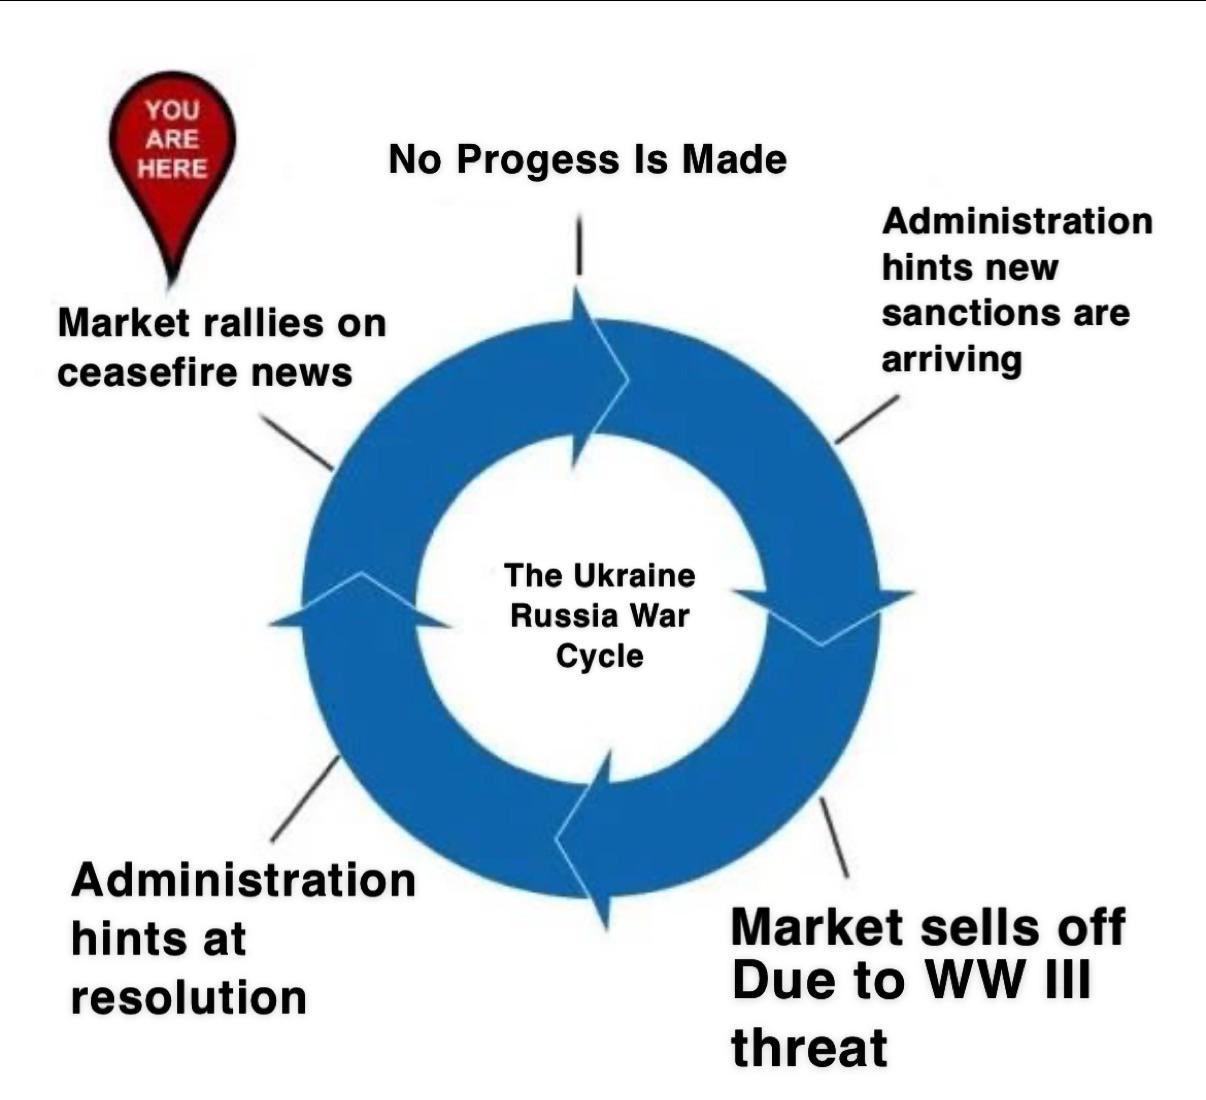 YOU
ARE
HERE
No Progess Is Made
Administration
hints new
sanctions are
arriving
Market rallies on
ceasefire news
The Ukraine
Russia War
Cycle
Administration
hints at
resolution
Market sells off
Due to WW III
threat